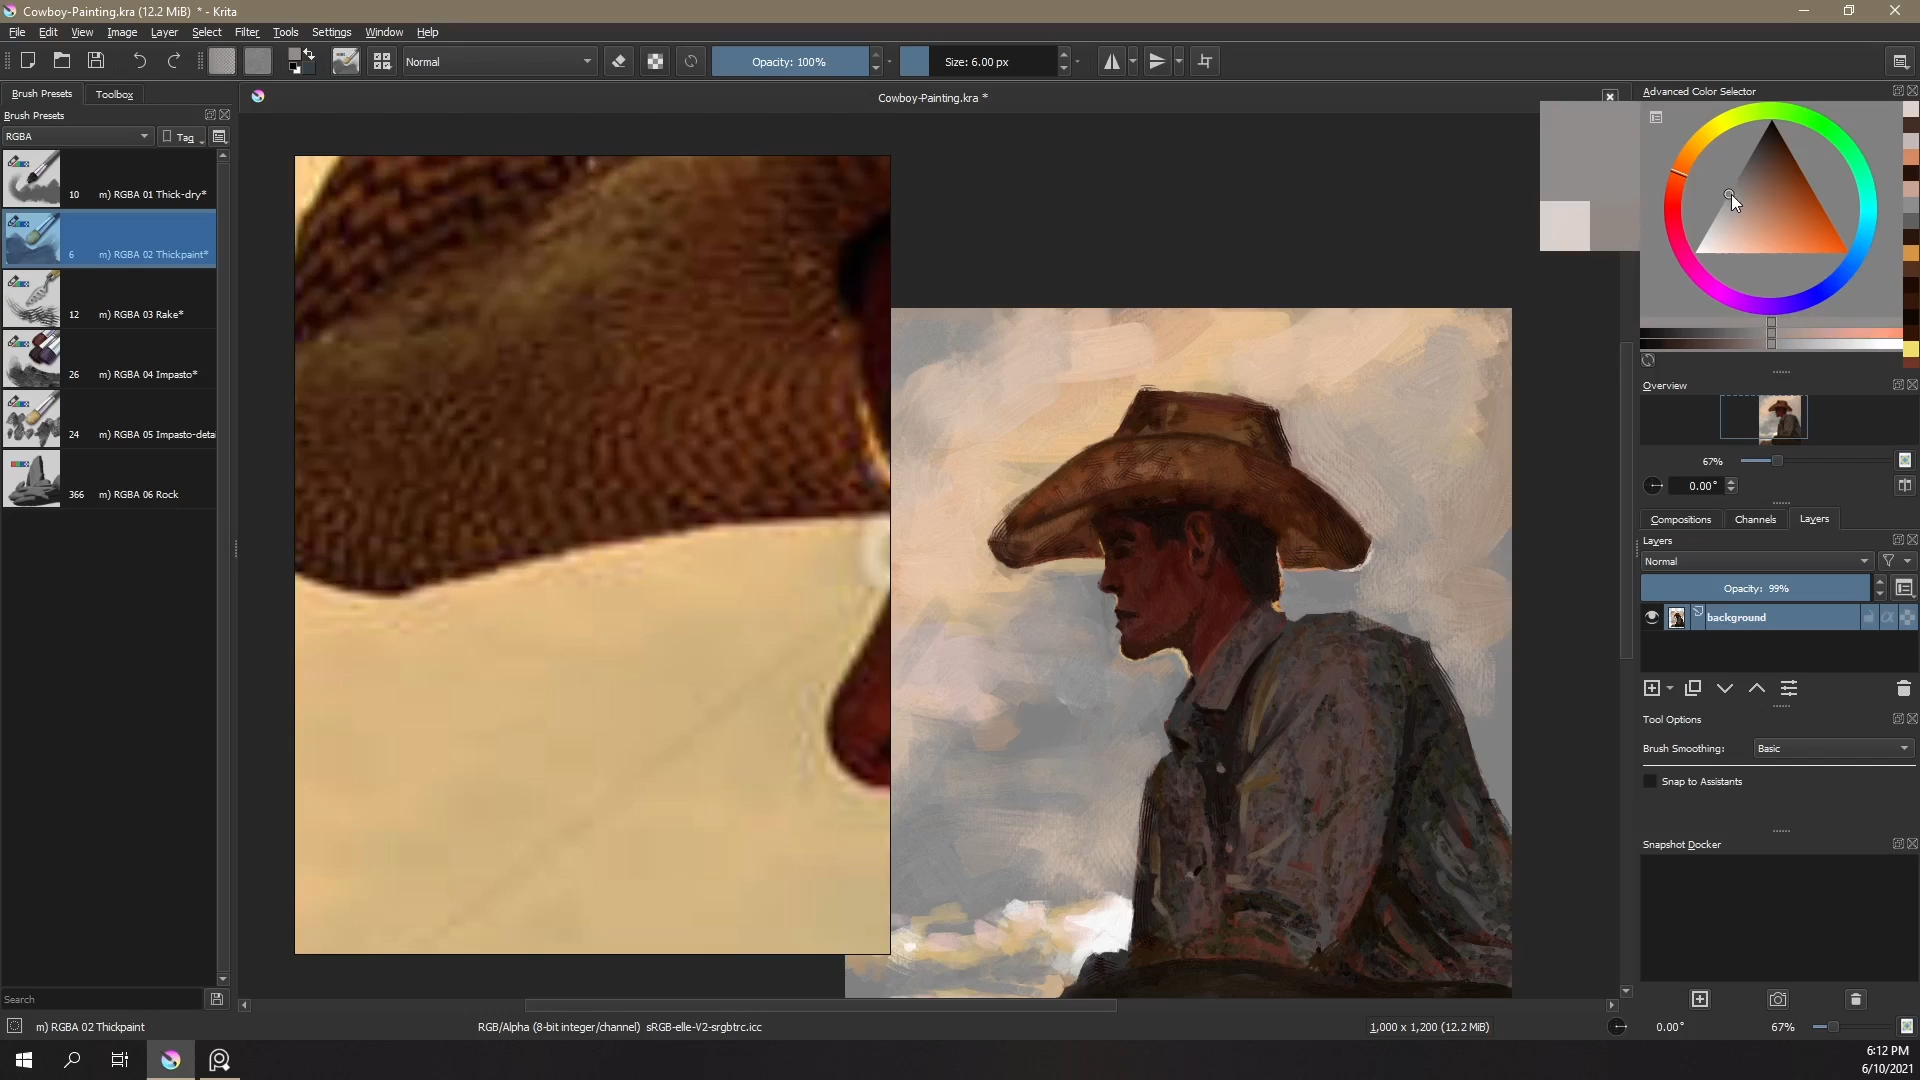 Cowboy-Painting.kra (12.2 MiB) * - Krita
File Edit View Image Layer Select Filter Tools Settings Window Help
Normal Opacity: 100% Size: 6.00 px
Brush Presets Toolbox
Cowboy-Painting.kra *
Advanced Color Selector
Brush Presets
RGBA Tag
10 m) RGBA 01 Thick-dry*
6 m) RGBA 02 Thickpaint*
12 m) RGBA 03 Rake*
26 m) RGBA 04 Impasto*
24 m) RGBA 05 Impasto-detai
366 m) RGBA 06 Rock
Overview
67%
0.00°
Compositions Channels Layers
Layers
Normal
Opacity: 99%
background
Tool Options
Brush Smoothing: Basic
Snap to Assistants
Snapshot Docker
Search
m) RGBA 02 Thickpaint
RGB/Alpha (8-bit integer/channel) sRGB-elle-V2-srgbtrc.icc
1,000 x 1,200 (12.2 MiB)
0.00°
67%
6:12 PM
6/10/2021